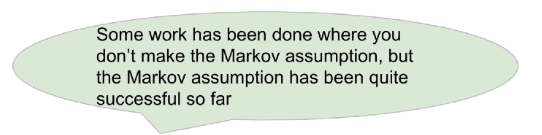 Some work has been done where you
don't make the Markov assumption, but
the Markov assumption has been quite
successful so far